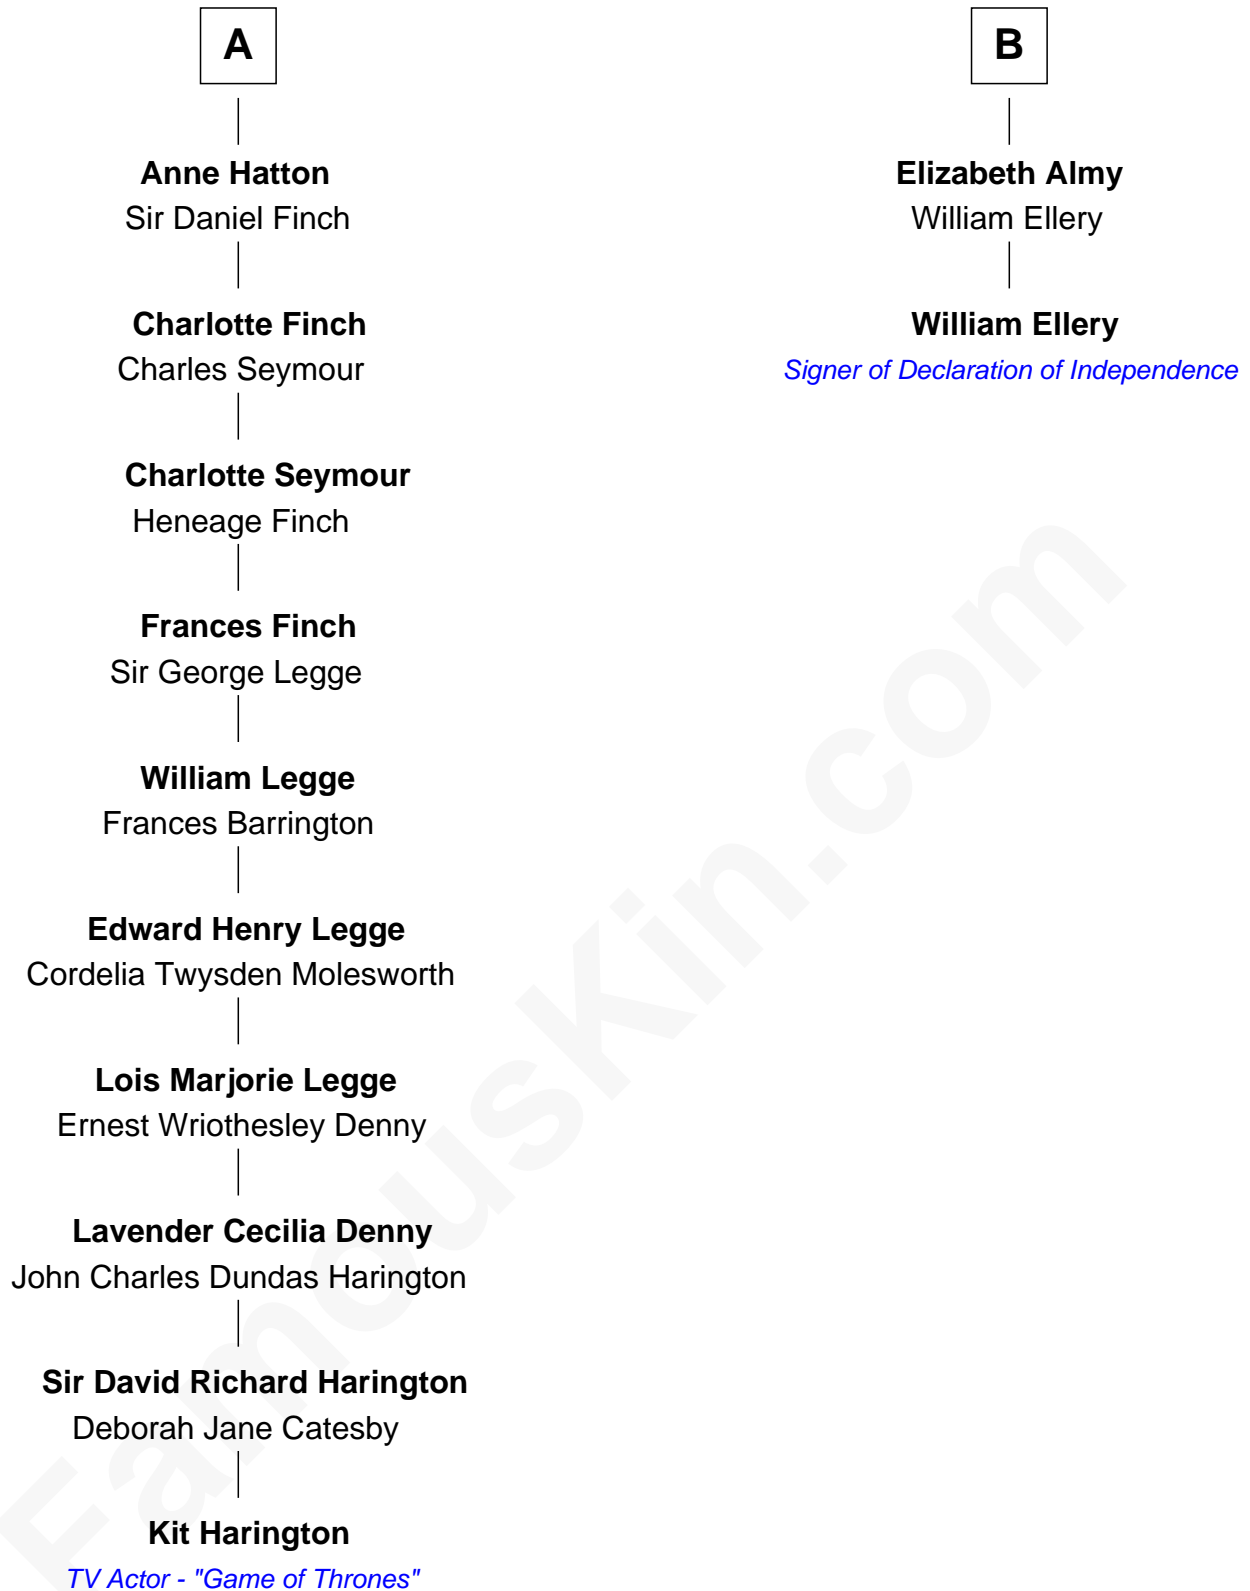 A
Anne Hatton
Sir Daniel Finch
Charlotte Finch
Charles Seymour
Charlotte Seymour
Heneage Finch
Frances Finch
Sir George Legge
William Legge
Frances Barrington
Edward Henry Legge
Cordelia Twysden Molesworth
Lois Marjorie Legge
Ernest Wriothesley Denny
Lavender Cecilia Denny
John Charles Dundas Harington
Sir David Richard Harington
Deborah Jane Catesby
Kit Harington
TV Actor - "Game of Thrones"
B
Elizabeth Almy
William Ellery
William Ellery
Signer of Declaration of Independence
FamousKin.com